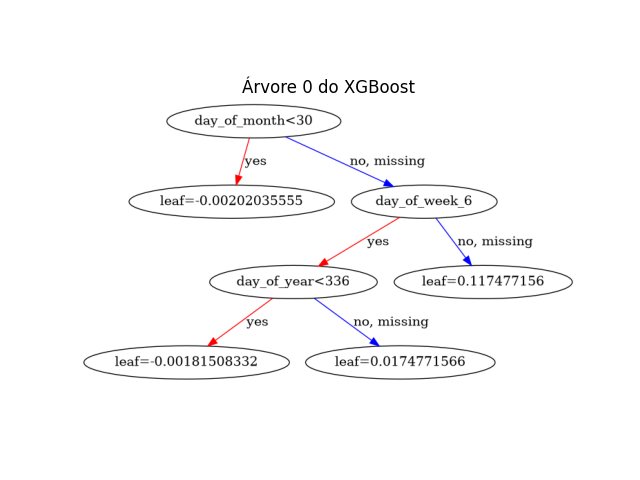 Árvore 0 do XGBoost
day_of_month<30
yes
no, missing
leaf=-0.00202035555
day_of_week_6
yes
no, missing
day_of_year<336
leaf=0.117477156
yes
no, missing
leaf=-0.00181508332
leaf=0.0174771566